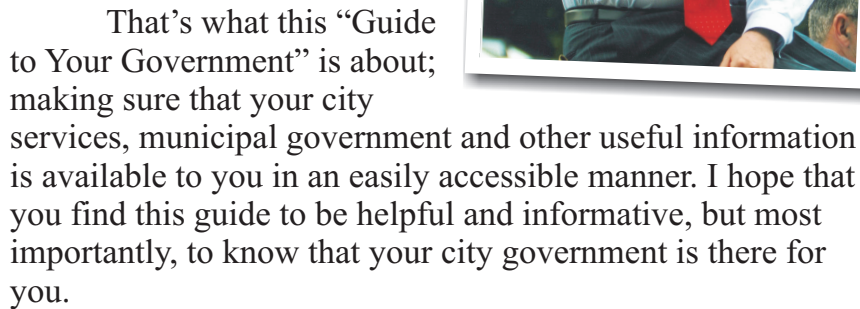 That’s what this “Guide
to Your Government” is about;
making sure that your city
services, municipal government and other useful information
is available to you in an easily accessible manner. I hope that
you find this guide to be helpful and informative, but most
importantly, to know that your city government is there for
you.